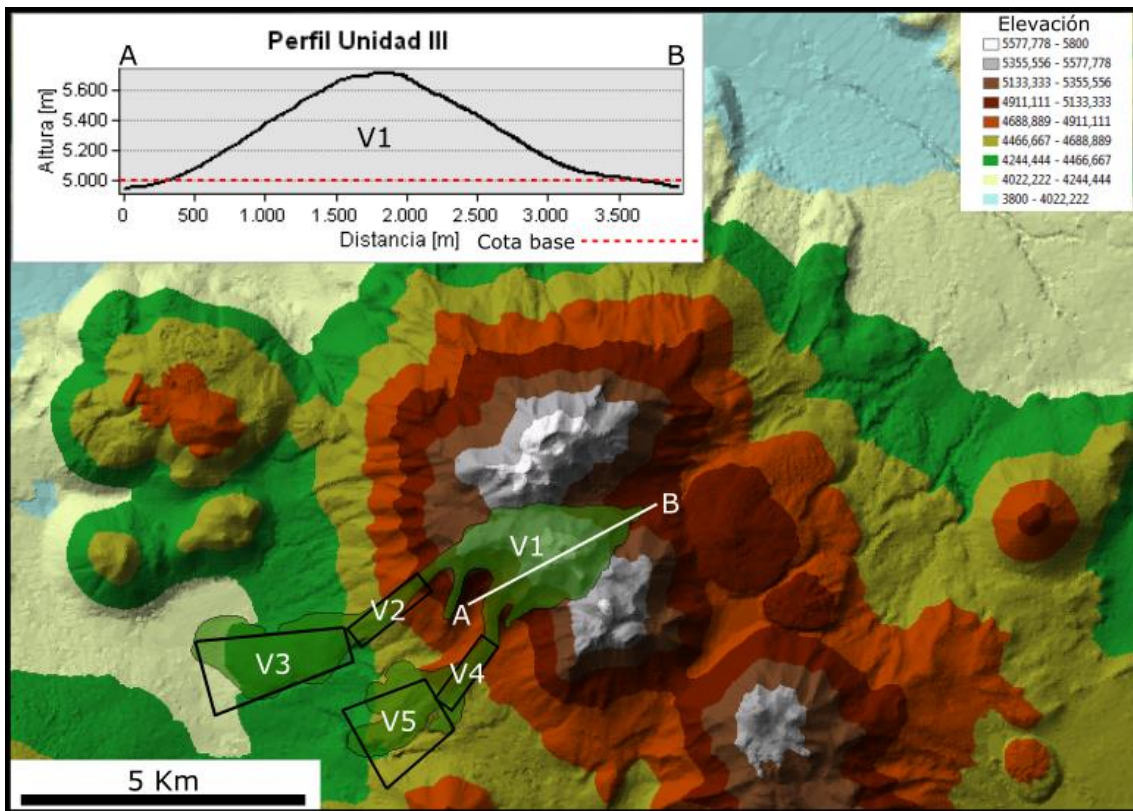 A
Perfil Unidad III
B
Altura [m]
5.600
5.400
5.200
5.000
V1
0
500
1.000
1.500
2.000
2.500
3.000
3.500
Distancia [m]
Cota base
Elevación
5577,778 - 5800
5355,556 - 5577,778
5133,333 - 5355,556
4911,111 - 5133,333
4688,889 - 4911,111
4466,667 - 4688,889
4244,444 - 4466,667
4022,222 - 4244,444
3800 - 4022,222
B
V1
A
V2
V3
V4
V5
5 Km